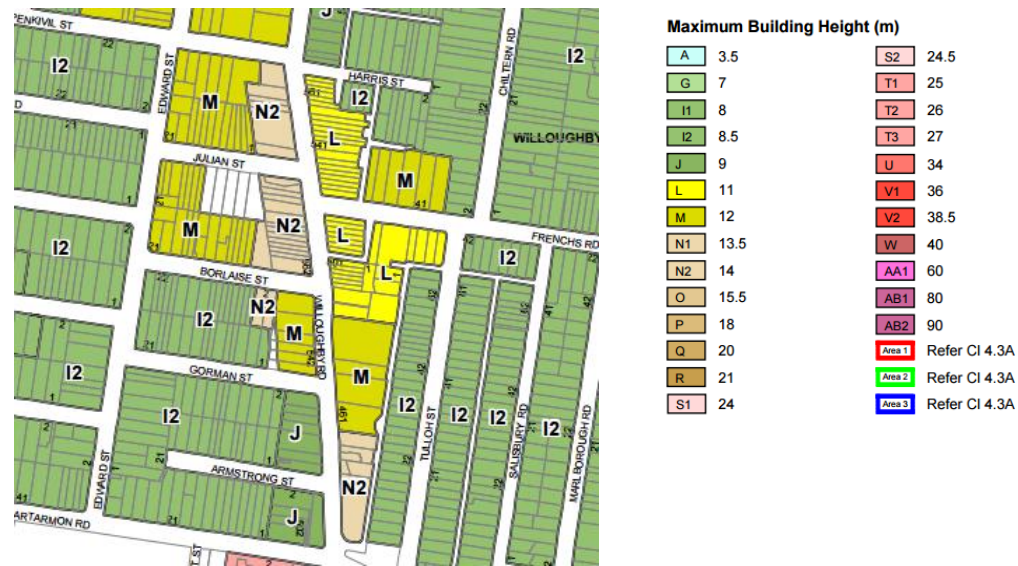 PENKIVIL ST
EDWARD ST
CHILTERN RD
HARRIS ST
WILLOUGHBY
JULIAN ST
FRENCHS RD
BORLAISE ST
WILLOUGHBY RD
GORMAN ST
ARMSTRONG ST
EDWARD ST
ARTARMON RD
TULLOH ST
SALISBURY RD
MARLBOROUGH RD
J
I2
I2
M
N2
I2
L
M
M
N2
L
L
I2
I2
I2
N2
M
M
I2
I2
J
I2
I2
I2
I2
N2
J
Maximum Building Height (m)
A 3.5
G 7
I1 8
I2 8.5
J 9
L 11
M 12
N1 13.5
N2 14
O 15.5
P 18
Q 20
R 21
S1 24
S2 24.5
T1 25
T2 26
T3 27
U 34
V1 36
V2 38.5
W 40
AA1 60
AB1 80
AB2 90
Area 1 Refer Cl 4.3A
Area 2 Refer Cl 4.3A
Area 3 Refer Cl 4.3A